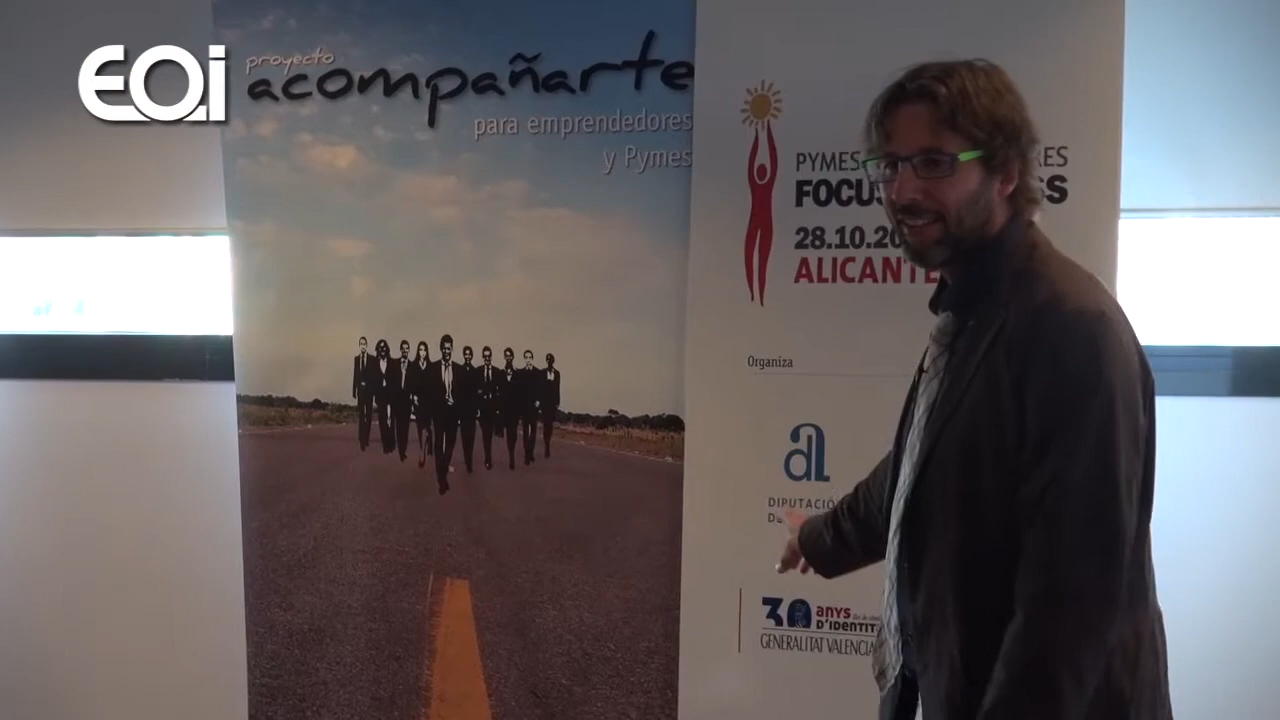 EOi
proyecto
acompañarte
para emprendedores
y Pymes
PYMES
FOCUS
28.10.20
ALICANTE
Organiza
DIPUTACIÓ
30 anys
D'IDENTIT
GENERALITAT VALENCIA